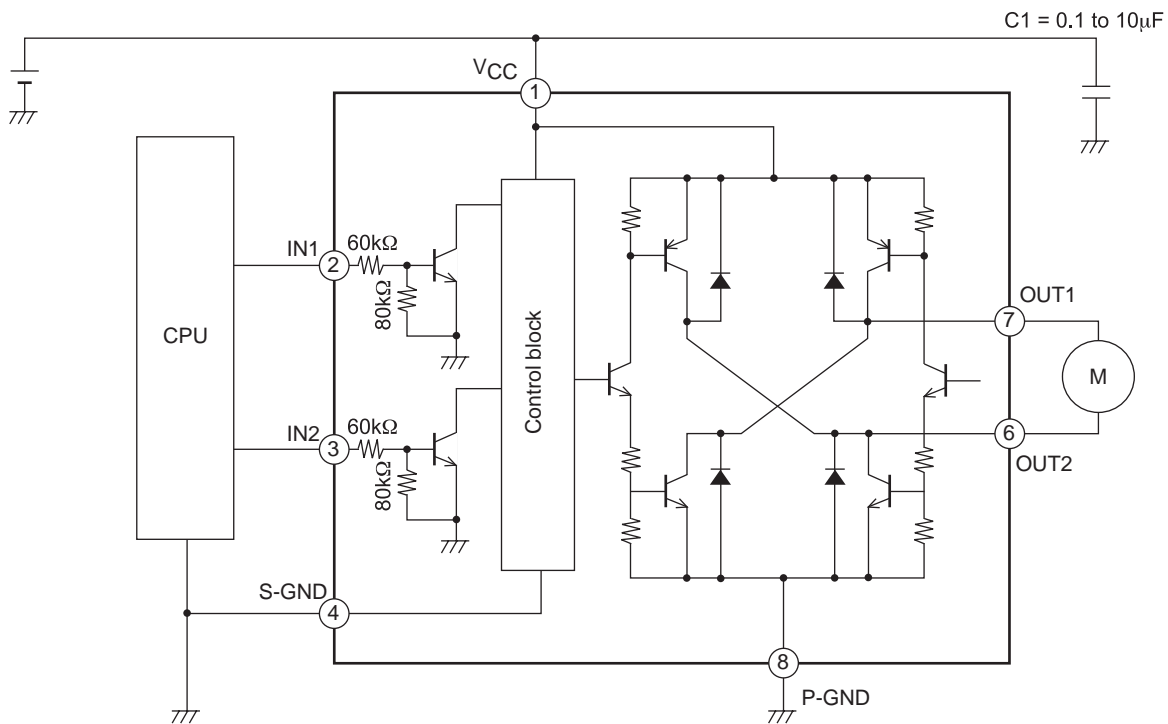 C1 = 0.1 to 10μF
VCC
1
IN1
2
60kΩ
80kΩ
CPU
Control block
OUT1
7
M
IN2
3
60kΩ
80kΩ
6
OUT2
S-GND
4
8
P-GND